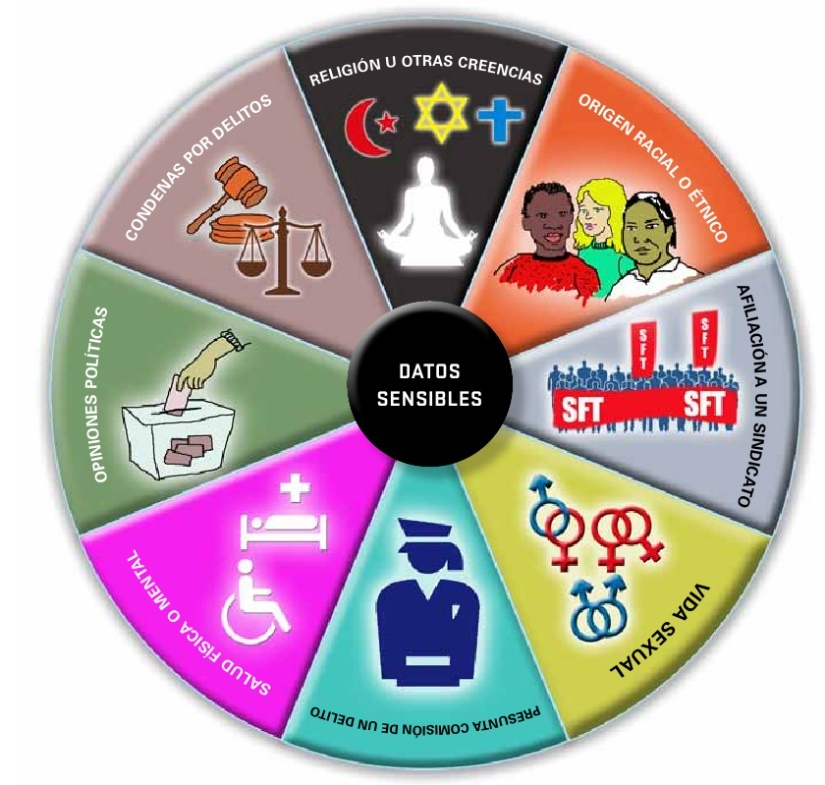 RELIGIÓN U OTRAS CREENCIAS
ORIGEN RACIAL O ÉTNICO
AFILIACIÓN A UN SINDICATO
SFT
SFT
SFT
SFT
VIDA SEXUAL
PRESUNTA COMISIÓN DE UN DELITO
SALUD FÍSICA O MENTAL
OPINIONES POLÍTICAS
CONDENAS POR DELITOS
DATOS
SENSIBLES